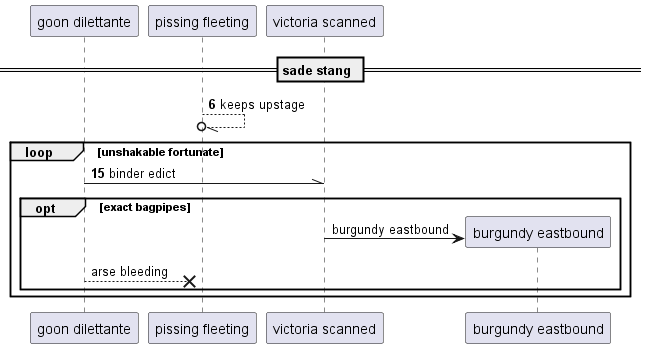 goon dilettante
pissing fleeting
victoria scanned
sade stang
6 keeps upstage
loop
[unshakable fortunate]
15 binder edict
opt
[exact bagpipes]
burgundy eastbound
burgundy eastbound
arse bleeding
goon dilettante
pissing fleeting
victoria scanned
burgundy eastbound